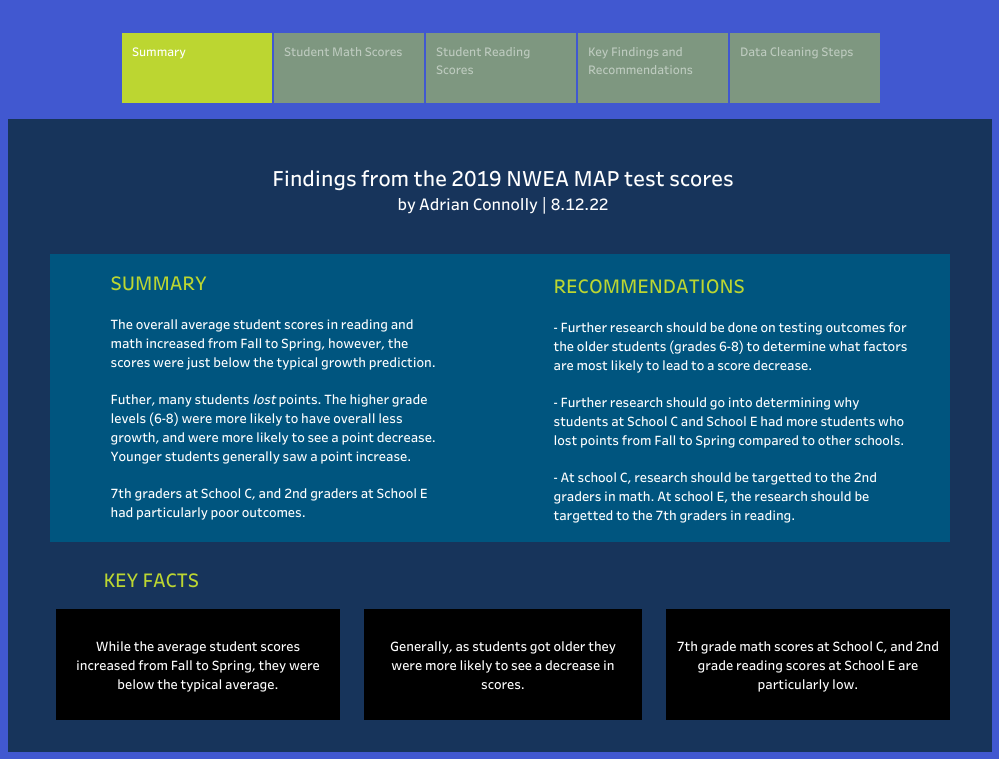 Summary
Student Math Scores
Student Reading
Scores
Key Findings and
Recommendations
Data Cleaning Steps
Findings from the 2019 NWEA MAP test scores
by Adrian Connolly | 8.12.22
SUMMARY
The overall average student scores in reading and
math increased from Fall to Spring, however, the
scores were just below the typical growth prediction.
Futher, many students lost points. The higher grade
levels (6-8) were more likely to have overall less
growth, and were more likely to see a point decrease.
Younger students generally saw a point increase.
7th graders at School C, and 2nd graders at School E
had particularly poor outcomes.
RECOMMENDATIONS
- Further research should be done on testing outcomes for
the older students (grades 6-8) to determine what factors
are most likely to lead to a score decrease.
- Further research should go into determining why
students at School C and School E had more students who
lost points from Fall to Spring compared to other schools.
- At school C, research should be targetted to the 2nd
graders in math. At school E, the research should be
targetted to the 7th graders in reading.
KEY FACTS
While the average student scores
increased from Fall to Spring, they were
below the typical average.
Generally, as students got older they
were more likely to see a decrease in
scores.
7th grade math scores at School C, and 2nd
grade reading scores at School E are
particularly low.